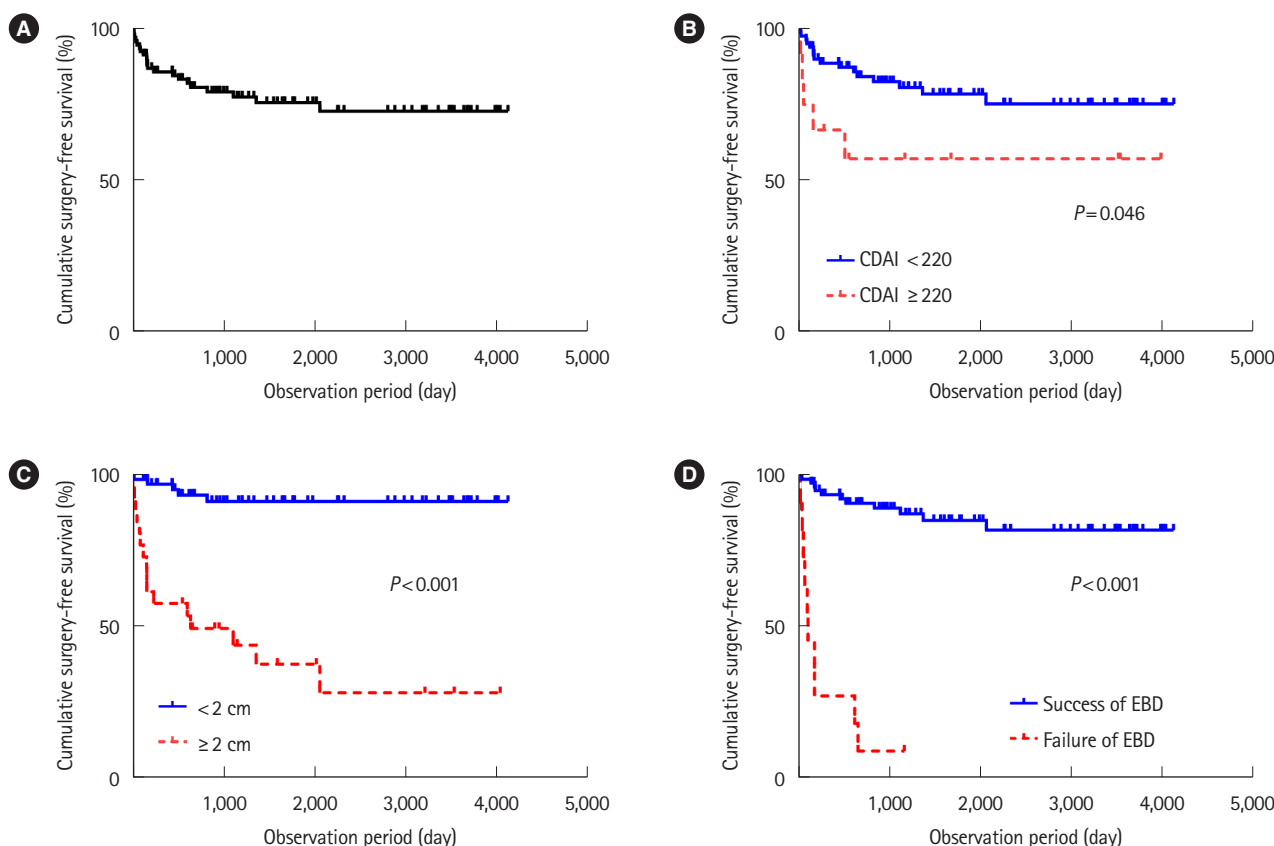 A
Cumulative surgery-free survival (%)
100
50
0
1,000 2,000 3,000 4,000 5,000
Observation period (day)
B
Cumulative surgery-free survival (%)
100
50
0
P=0.046
CDAI <220
CDAI ≥220
1,000 2,000 3,000 4,000 5,000
Observation period (day)
C
Cumulative surgery-free survival (%)
100
50
0
P<0.001
<2 cm
≥2 cm
1,000 2,000 3,000 4,000 5,000
Observation period (day)
D
Cumulative surgery-free survival (%)
100
50
0
P<0.001
Success of EBD
Failure of EBD
1,000 2,000 3,000 4,000 5,000
Observation period (day)